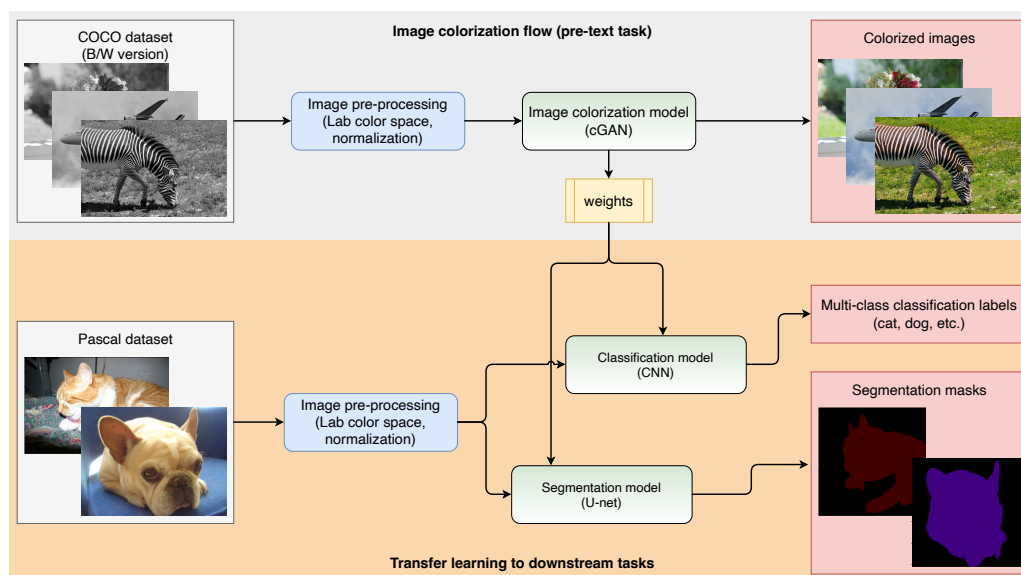 COCO dataset
(B/W version)
Image colorization flow (pre-text task)
Colorized images
Image pre-processing
(Lab color space,
normalization)
Image colorization model
(cGAN)
weights
Pascal dataset
Image pre-processing
(Lab color space,
normalization)
Classification model
(CNN)
Multi-class classification labels
(cat, dog, etc.)
Segmentation model
(U-net)
Segmentation masks
Transfer learning to downstream tasks